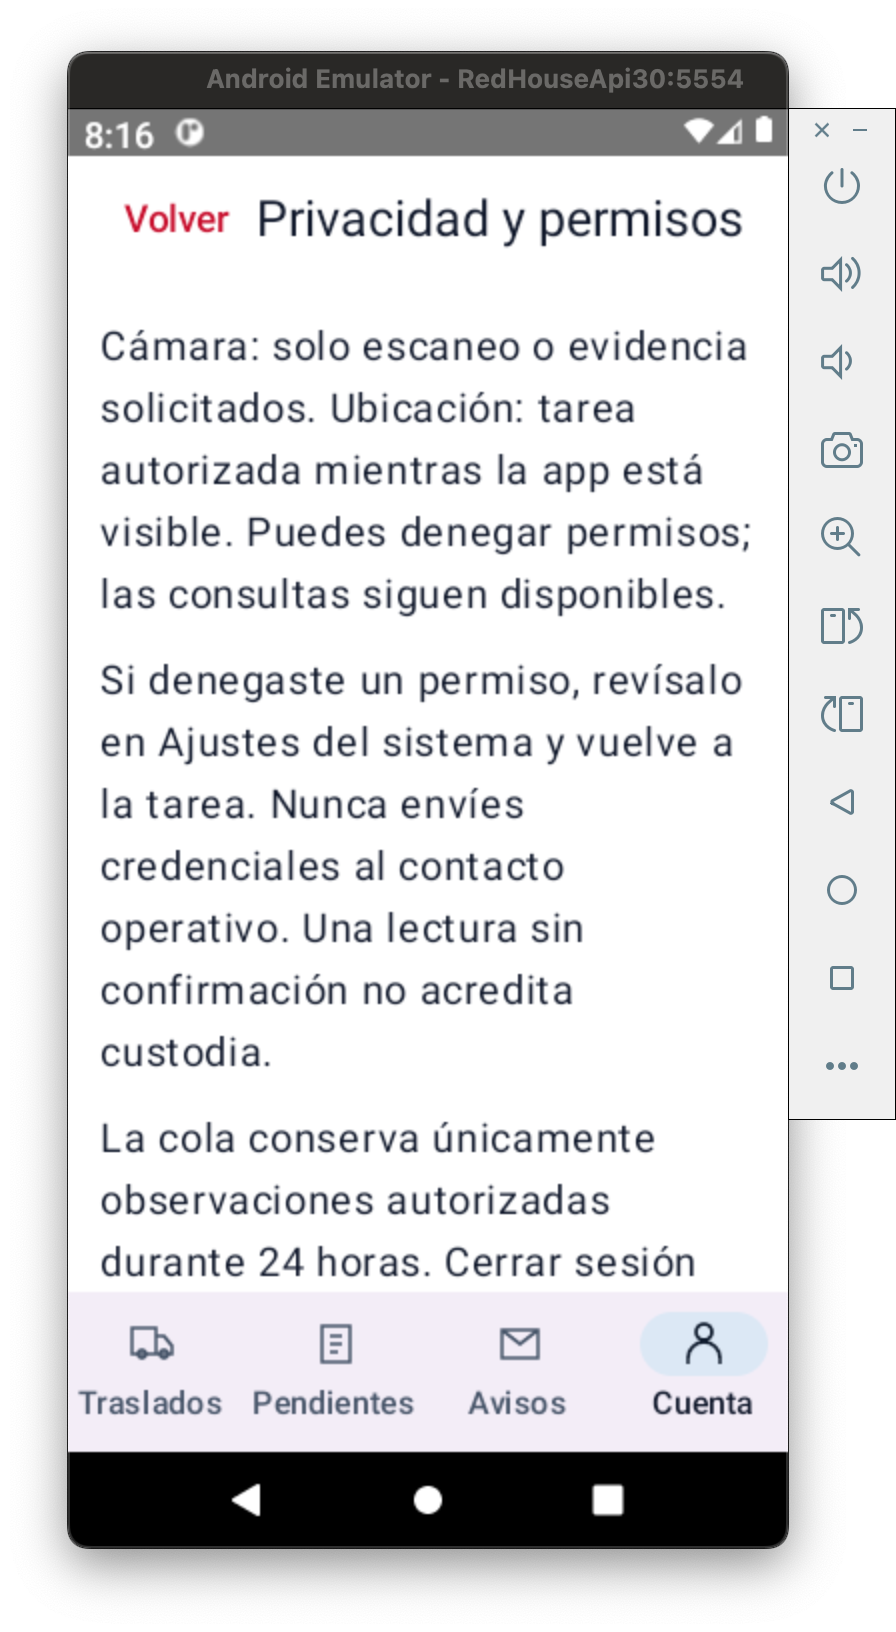 Android Emulator - RedHouseApi30:5554
8:16
Volver Privacidad y permisos
Cámara: solo escaneo o evidencia
solicitados. Ubicación: tarea
autorizada mientras la app está
visible. Puedes denegar permisos;
las consultas siguen disponibles.
Si denegaste un permiso, revísalo
en Ajustes del sistema y vuelve a
la tarea. Nunca envíes
credenciales al contacto
operativo. Una lectura sin
confirmación no acredita
custodia.
La cola conserva únicamente
observaciones autorizadas
durante 24 horas. Cerrar sesión
Traslados Pendientes Avisos Cuenta